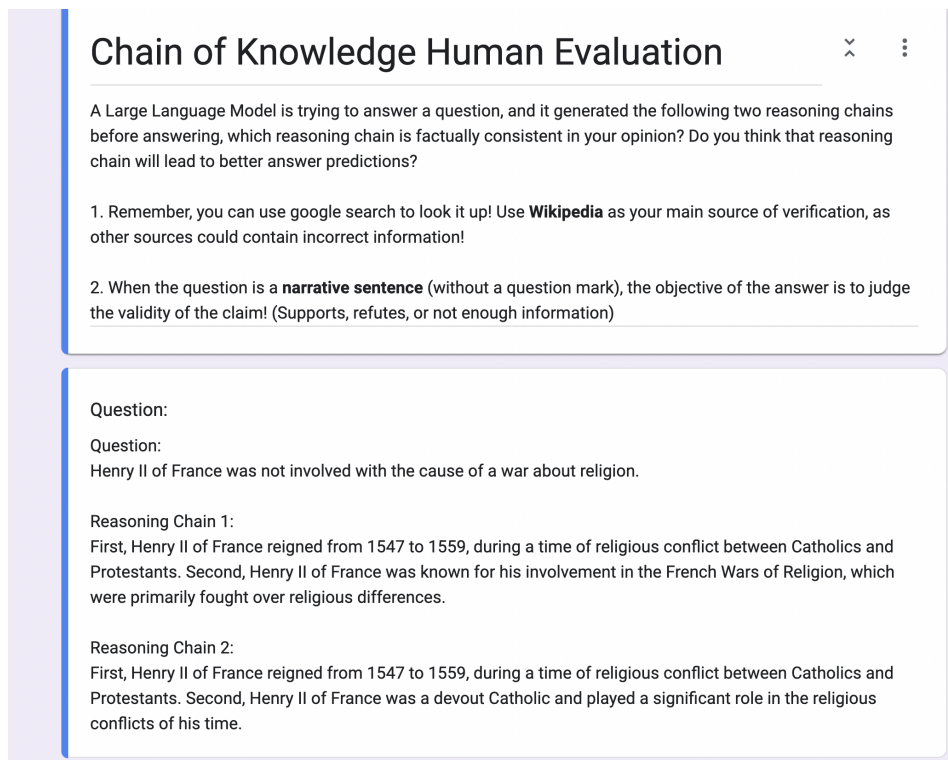 Chain of Knowledge Human Evaluation
A Large Language Model is trying to answer a question, and it generated the following two reasoning chains
before answering, which reasoning chain is factually consistent in your opinion? Do you think that reasoning
chain will lead to better answer predictions?
1. Remember, you can use google search to look it up! Use Wikipedia as your main source of verification, as
other sources could contain incorrect information!
2. When the question is a narrative sentence (without a question mark), the objective of the answer is to judge
the validity of the claim! (Supports, refutes, or not enough information)
Question:
Question:
Henry II of France was not involved with the cause of a war about religion.
Reasoning Chain 1:
First, Henry II of France reigned from 1547 to 1559, during a time of religious conflict between Catholics and
Protestants. Second, Henry II of France was known for his involvement in the French Wars of Religion, which
were primarily fought over religious differences.
Reasoning Chain 2:
First, Henry II of France reigned from 1547 to 1559, during a time of religious conflict between Catholics and
Protestants. Second, Henry II of France was a devout Catholic and played a significant role in the religious
conflicts of his time.